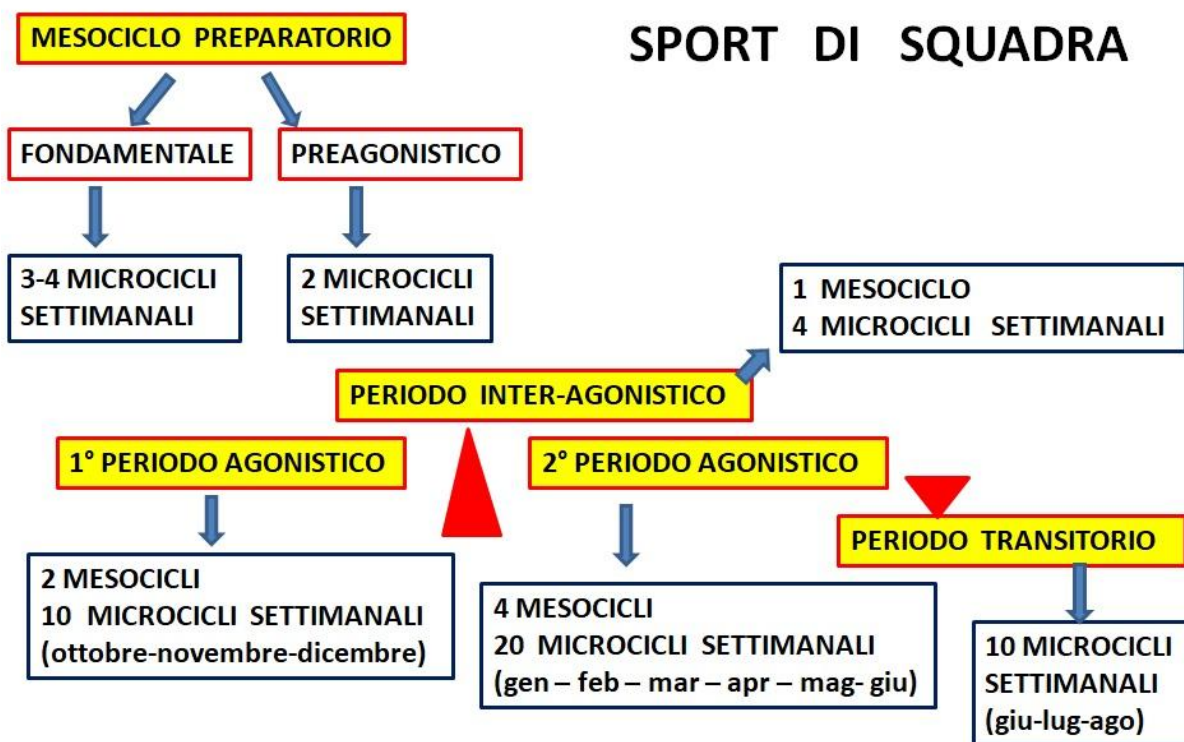 MESOCICLO PREPARATORIO
SPORT DI SQUADRA
FONDAMENTALE
PREAGONISTICO
3-4 MICROCICLI
SETTIMANALI
2 MICROCICLI
SETTIMANALI
1 MESOCICLO
4 MICROCICLI SETTIMANALI
PERIODO INTER-AGONISTICO
1° PERIODO AGONISTICO
2° PERIODO AGONISTICO
PERIODO TRANSITORIO
2 MESOCICLI
10 MICROCICLI SETTIMANALI
(ottobre-novembre-dicembre)
4 MESOCICLI
20 MICROCICLI SETTIMANALI
(gen – feb – mar – apr – mag- giu)
10 MICROCICLI
SETTIMANALI
(giu-lug-ago)